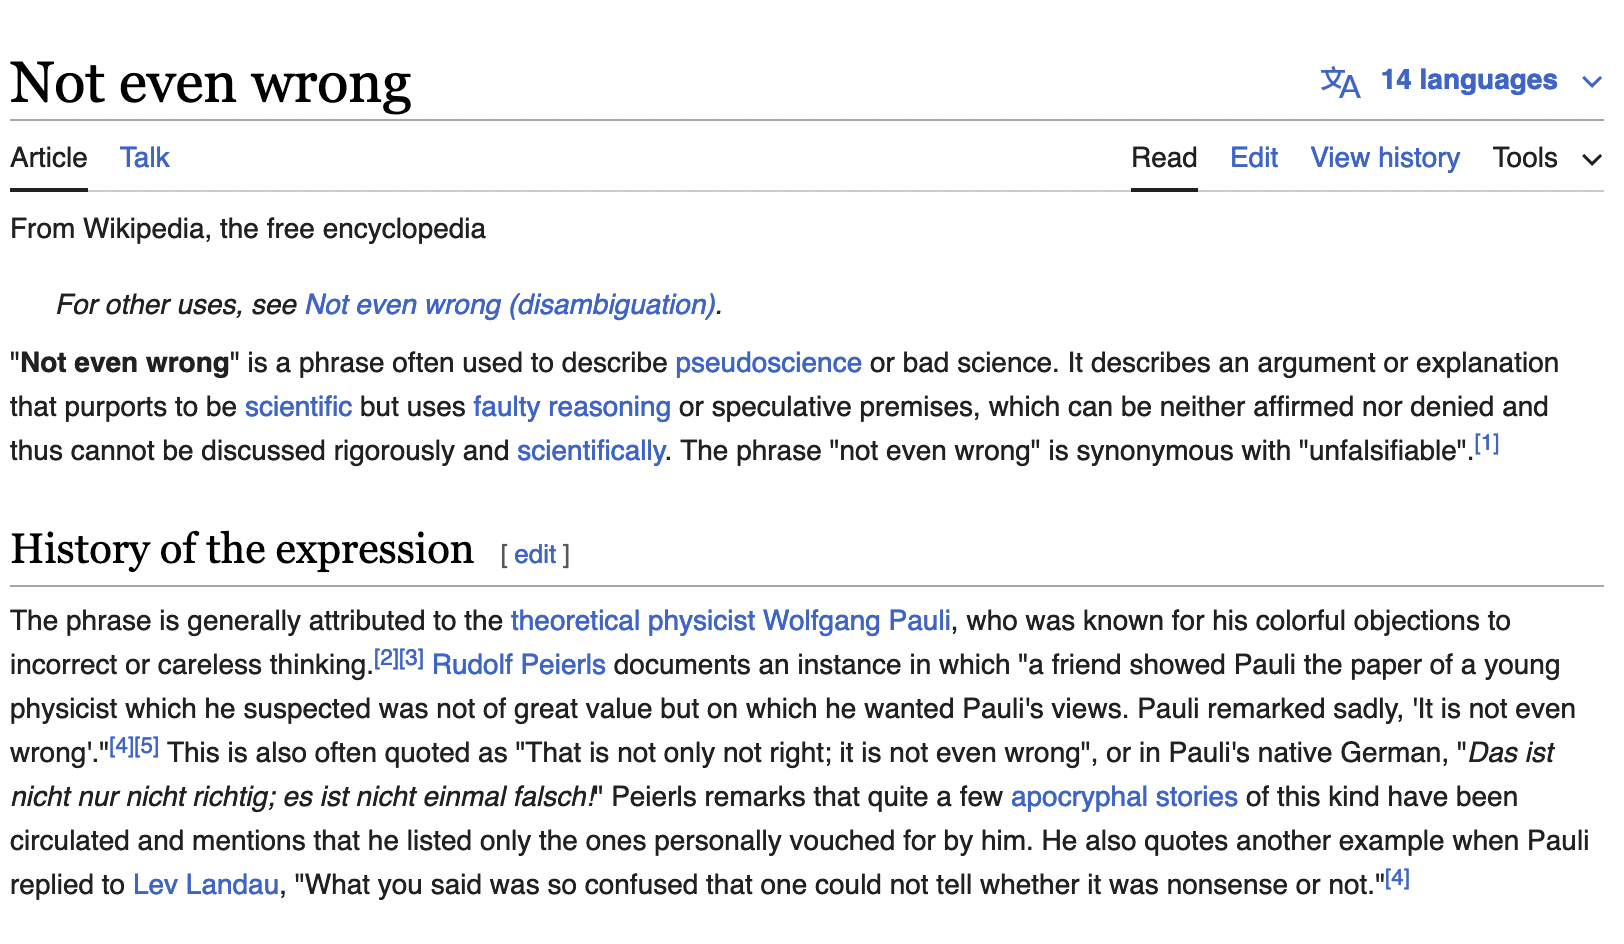 Not even wrong
文A 14 languages
Article Talk Read Edit View history Tools
From Wikipedia, the free encyclopedia
For other uses, see Not even wrong (disambiguation).
"Not even wrong" is a phrase often used to describe pseudoscience or bad science. It describes an argument or explanation
that purports to be scientific but uses faulty reasoning or speculative premises, which can be neither affirmed nor denied and
thus cannot be discussed rigorously and scientifically. The phrase "not even wrong" is synonymous with "unfalsifiable".[1]
History of the expression [ edit ]
The phrase is generally attributed to the theoretical physicist Wolfgang Pauli, who was known for his colorful objections to
incorrect or careless thinking.[2][3] Rudolf Peierls documents an instance in which "a friend showed Pauli the paper of a young
physicist which he suspected was not of great value but on which he wanted Pauli's views. Pauli remarked sadly, 'It is not even
wrong'."[4][5] This is also often quoted as "That is not only not right; it is not even wrong", or in Pauli's native German, "Das ist
nicht nur nicht richtig; es ist nicht einmal falsch!" Peierls remarks that quite a few apocryphal stories of this kind have been
circulated and mentions that he listed only the ones personally vouched for by him. He also quotes another example when Pauli
replied to Lev Landau, "What you said was so confused that one could not tell whether it was nonsense or not."[4]